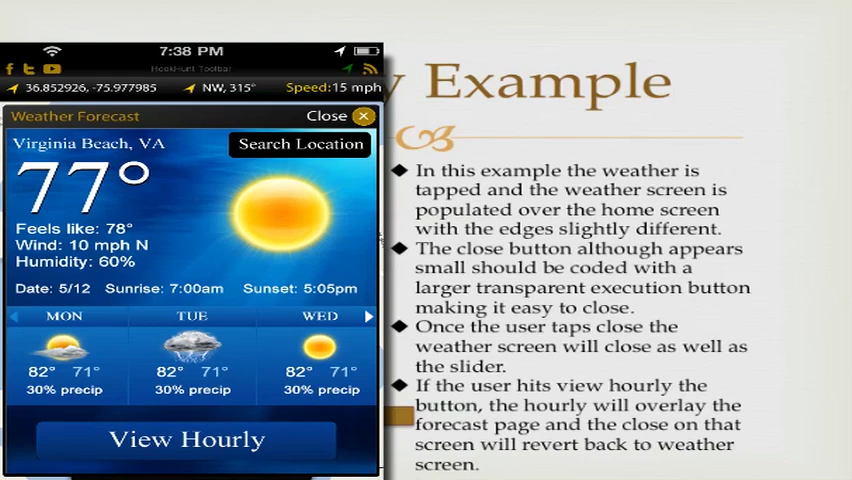 7:38 PM
HookHunt Toolbar
36.852926, -75.977985
NW, 315°
Speed:15 mph
Weather Forecast
Close
Virginia Beach, VA
Search Location
77°
Feels like: 78°
Wind: 10 mph N
Humidity: 60%
Date: 5/12 Sunrise: 7:00am Sunset: 5:05pm
MON TUE WED
82° 71° 82° 71° 82° 71°
30% precip 30% precip 30% precip
View Hourly
y Example
In this example the weather is
tapped and the weather screen is
populated over the home screen
with the edges slightly different.
The close button although appears
small should be coded with a
larger transparent execution button
making it easy to close.
Once the user taps close the
weather screen will close as well as
the slider.
If the user hits view hourly the
button, the hourly will overlay the
forecast page and the close on that
screen will revert back to weather
screen.